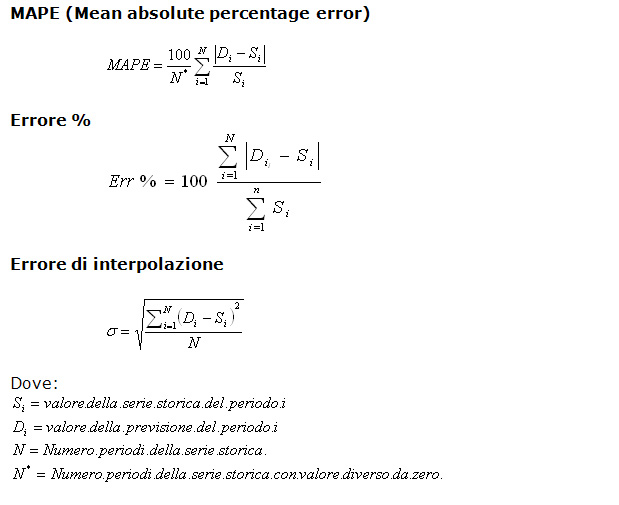 MAPE (Mean absolute percentage error)
MAPE = \frac{100}{N^*} \sum_{i=1}^{N} \frac{|D_i - S_i|}{S_i}
Errore %
Err % = 100 \frac{\sum_{i=1}^{N} |D_i - S_i|}{\sum_{i=1}^{n} S_i}
Errore di interpolazione
σ = \sqrt{\frac{\sum_{i=1}^{N} (D_i - S_i)^2}{N}}
Dove:
S_i = valore.della.serie.storica.del.periodo.i
D_i = valore.della.previsione.del.periodo.i
N = Numero.periodi.della.serie.storica.
N^* = Numero.periodi.della.serie.storica.con.valore.diverso.da.zero.